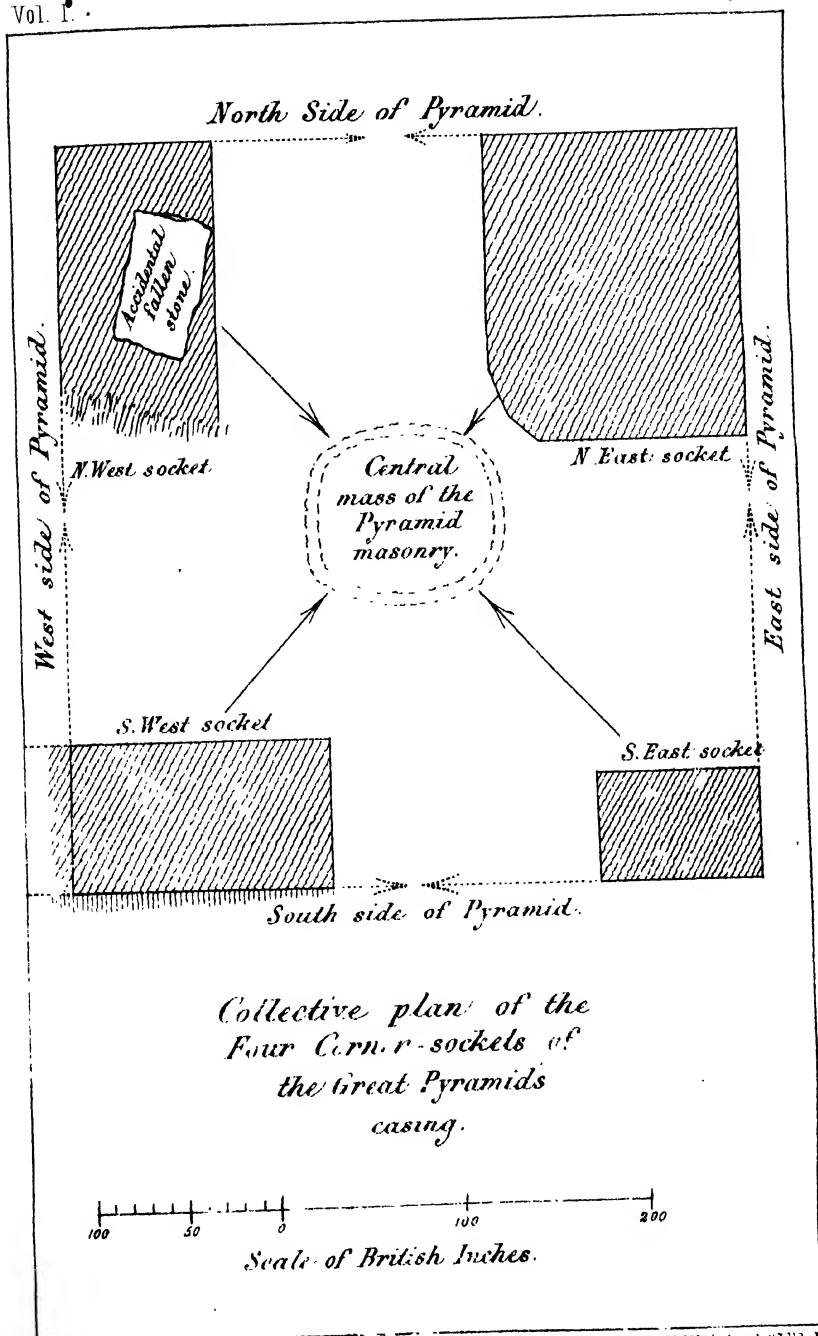 Vol. I.
North Side of Pyramid.
Accidental
fallen
stone.
West side of Pyramid.
East side of Pyramid.
N. West socket
N. East socket
Central
mass of the
Pyramid
masonry.
S. West socket
S. East socket
South side of Pyramid.
Collective plan of the
Four Corner-sockets of
the Great Pyramid's
casing.
100 50 0 100 200
Scale of British Inches.